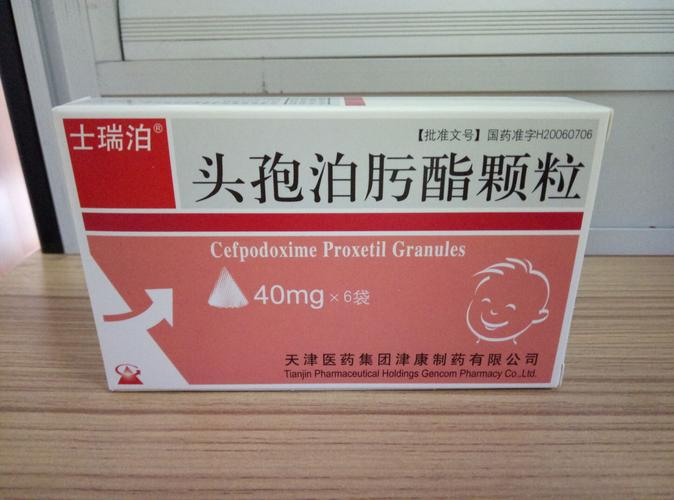 士瑞泊®
【批准文号】国药准字H20060706
头孢泊肟酯颗粒
Cefpodoxime Proxetil Granules
40mg × 6袋
天津医药集团津康制药有限公司
Tianjin Pharmaceutical Holdings Gencom Pharmacy Co.,Ltd.